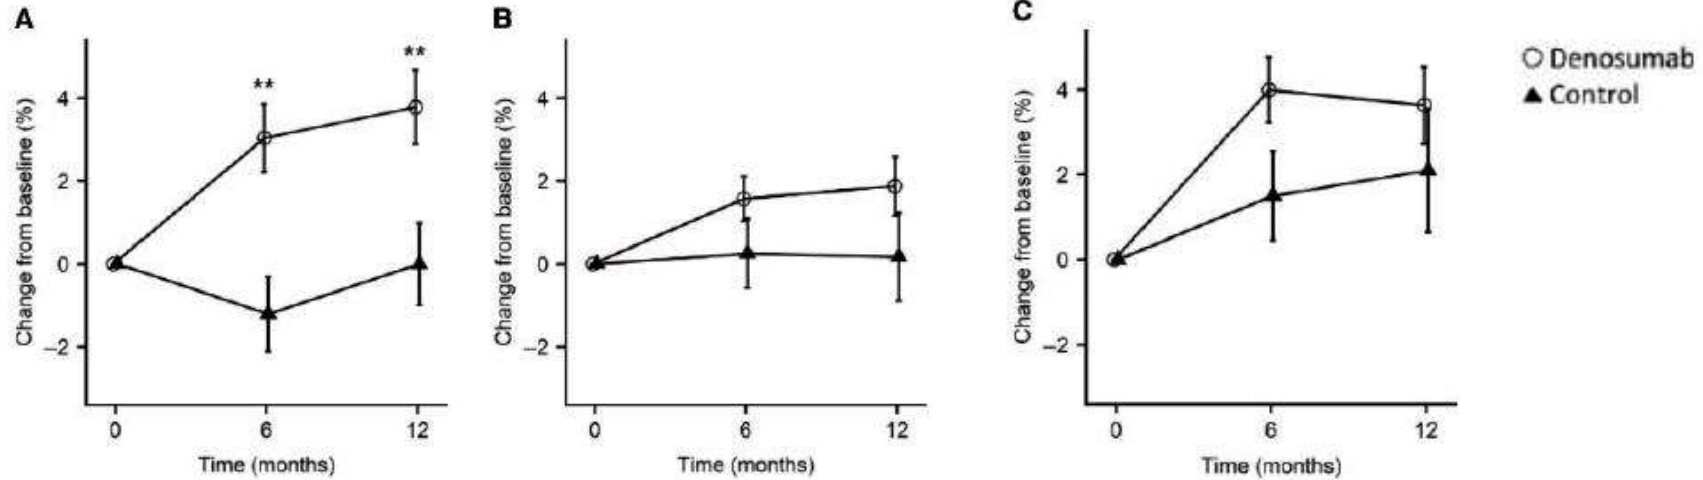 A
Change from baseline (%)
4
2
0
–2
**
**
0
6
12
Time (months)
B
Change from baseline (%)
4
2
0
–2
0
6
12
Time (months)
C
Change from baseline (%)
4
2
0
–2
0
6
12
Time (months)
Denosumab
Control